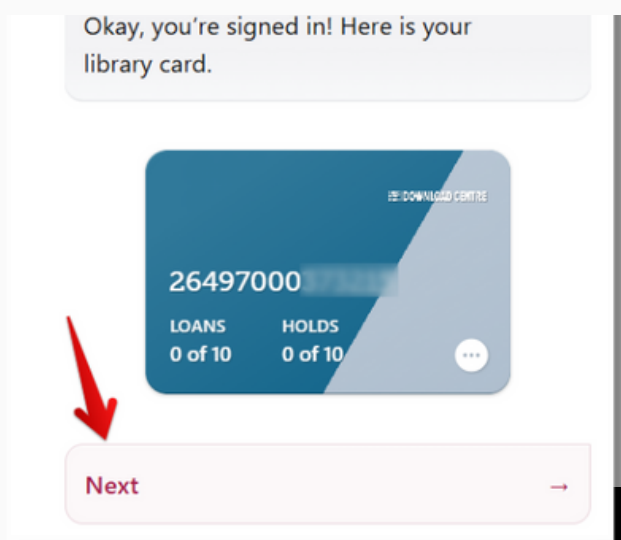 Okay, you’re signed in! Here is your
library card.
DOWNLOAD CENTRE
26497000
LOANS
HOLDS
0 of 10
0 of 10
Next →